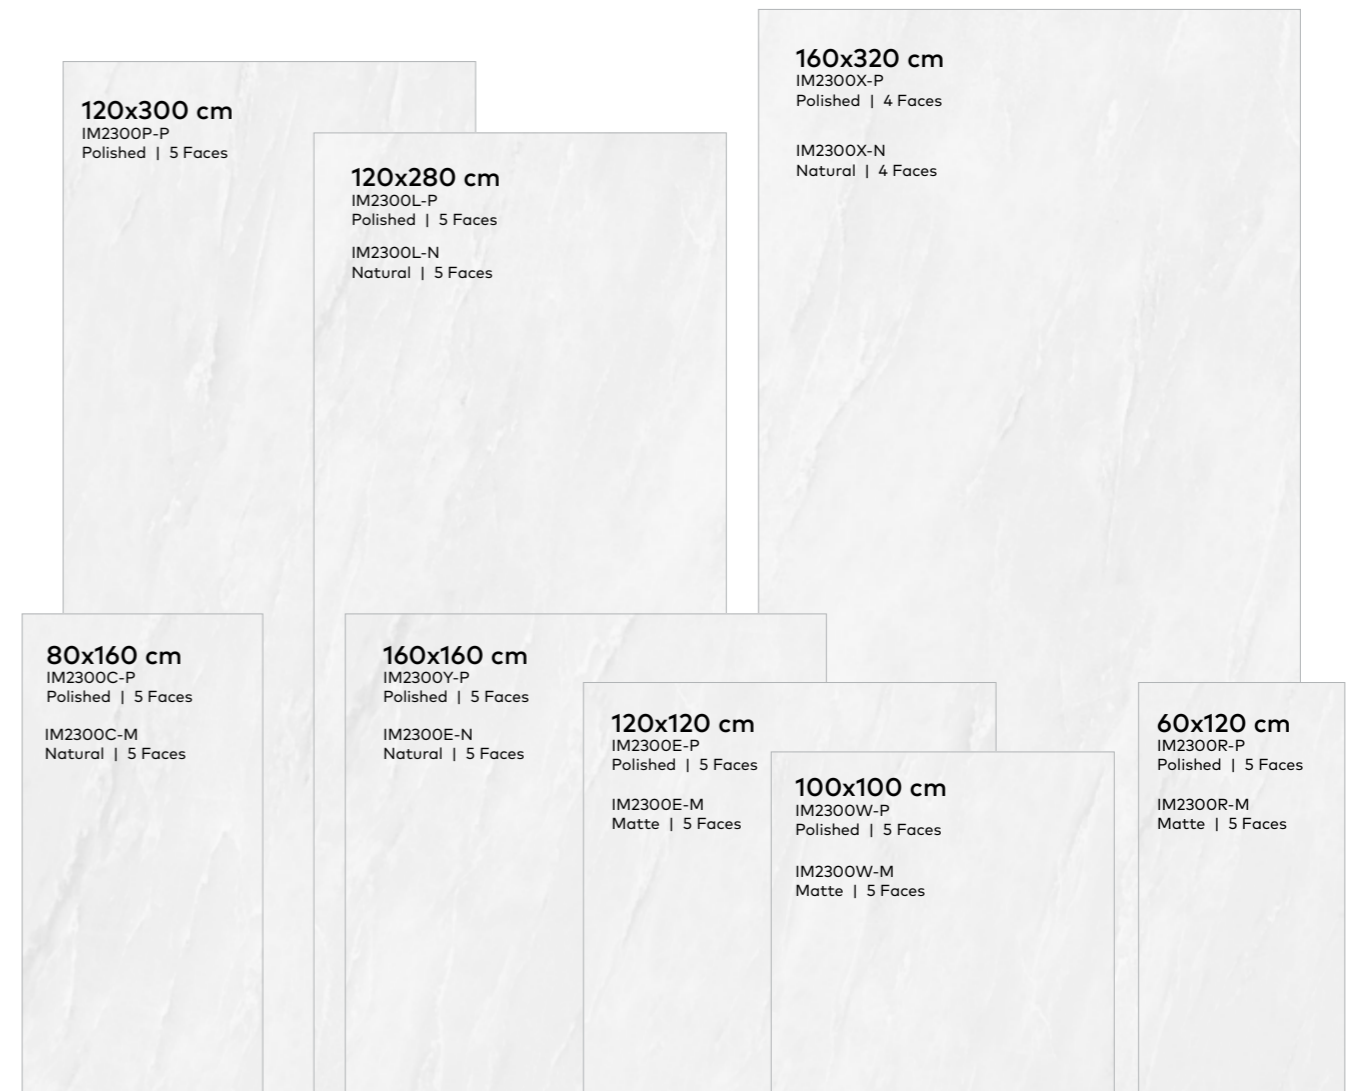 120x300 cm
IM2300P-P
Polished | 5 Faces
120x280 cm
IM2300L-P
Polished | 5 Faces
IM2300L-N
Natural | 5 Faces
160x320 cm
IM2300X-P
Polished | 4 Faces
IM2300X-N
Natural | 4 Faces
80x160 cm
IM2300C-P
Polished | 5 Faces
IM2300C-M
Natural | 5 Faces
160x160 cm
IM2300Y-P
Polished | 5 Faces
IM2300E-N
Natural | 5 Faces
120x120 cm
IM2300E-P
Polished | 5 Faces
IM2300E-M
Matte | 5 Faces
100x100 cm
IM2300W-P
Polished | 5 Faces
IM2300W-M
Matte | 5 Faces
60x120 cm
IM2300R-P
Polished | 5 Faces
IM2300R-M
Matte | 5 Faces